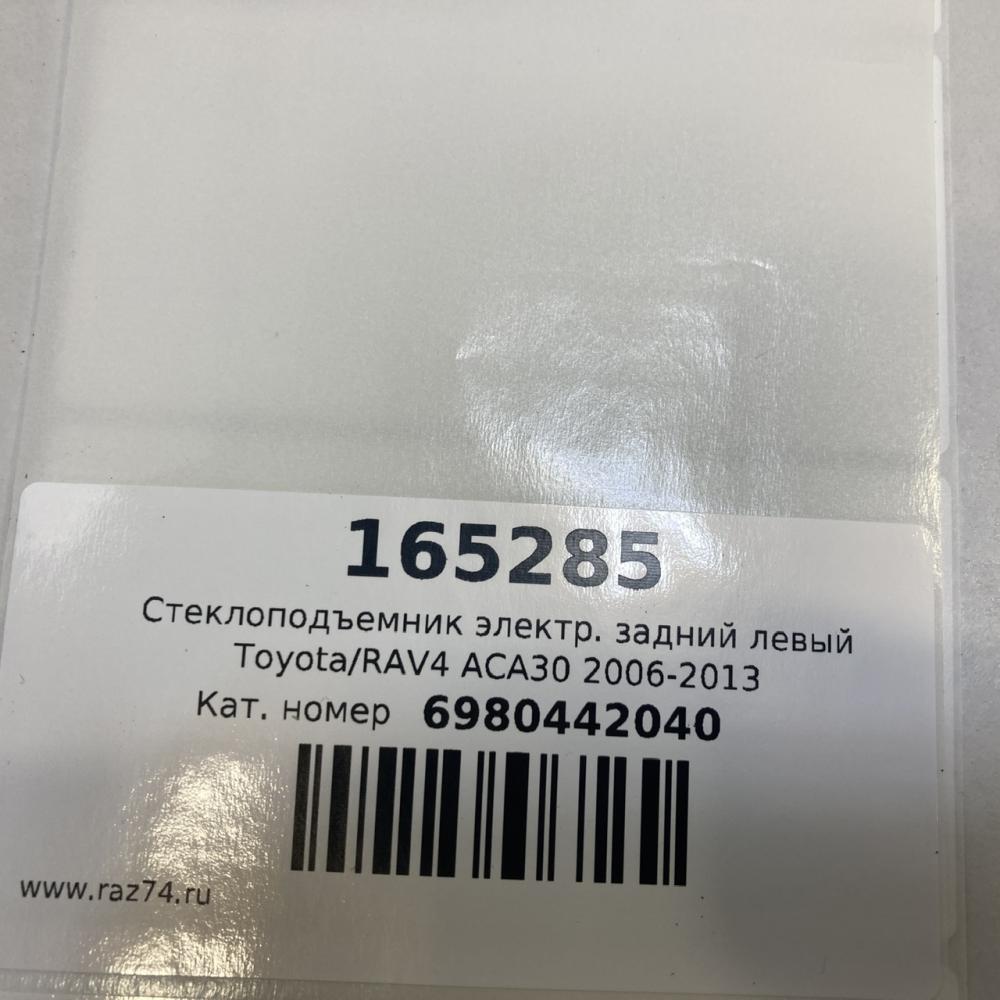 165285
Стеклоподъемник электр. задний левый
Toyota/RAV4 ACA30 2006-2013
Кат. номер 6980442040
www.raz74.ru